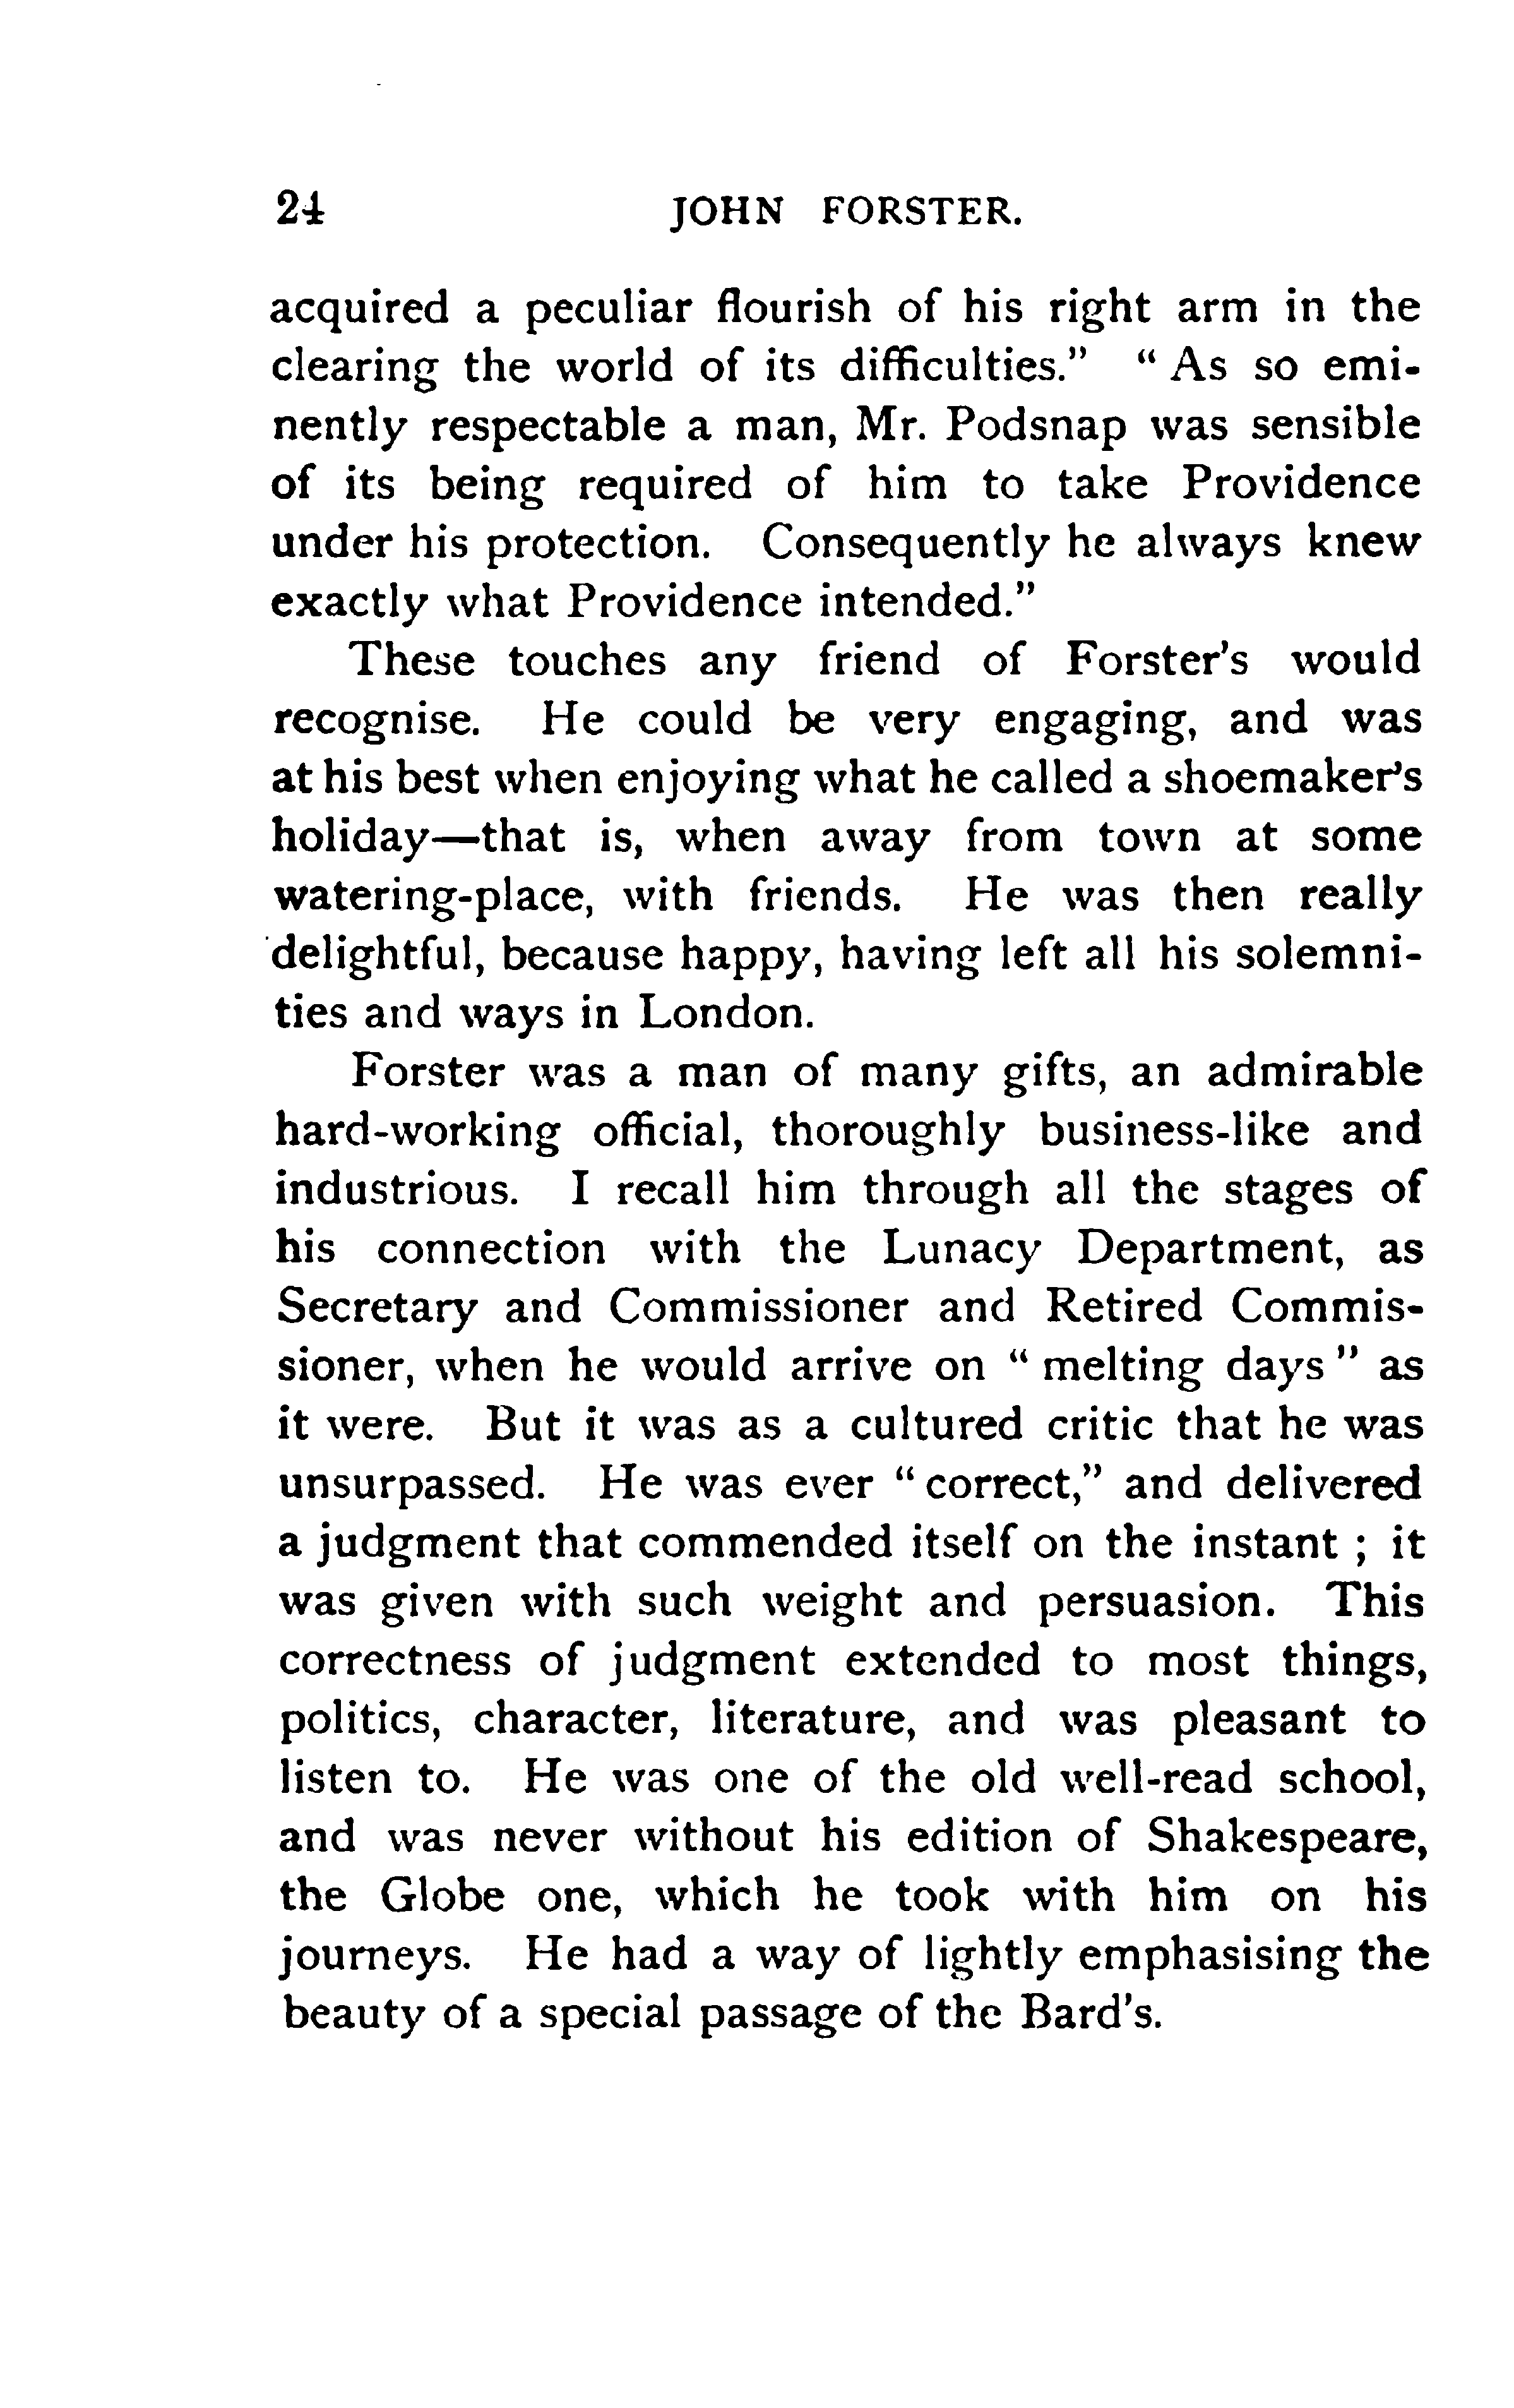 24 JOHN FORSTER.
acquired a peculiar flourish of his right arm in the
clearing the world of its difficulties." "As so emi-
nently respectable a man, Mr. Podsnap was sensible
of its being required of him to take Providence
under his protection. Consequently he always knew
exactly what Providence intended."
These touches any friend of Forster's would
recognise. He could be very engaging, and was
at his best when enjoying what he called a shoemaker's
holiday—that is, when away from town at some
watering-place, with friends. He was then really
delightful, because happy, having left all his solemni-
ties and ways in London.
Forster was a man of many gifts, an admirable
hard-working official, thoroughly business-like and
industrious. I recall him through all the stages of
his connection with the Lunacy Department, as
Secretary and Commissioner and Retired Commis-
sioner, when he would arrive on "melting days" as
it were. But it was as a cultured critic that he was
unsurpassed. He was ever "correct," and delivered
a judgment that commended itself on the instant ; it
was given with such weight and persuasion. This
correctness of judgment extended to most things,
politics, character, literature, and was pleasant to
listen to. He was one of the old well-read school,
and was never without his edition of Shakespeare,
the Globe one, which he took with him on his
journeys. He had a way of lightly emphasising the
beauty of a special passage of the Bard's.